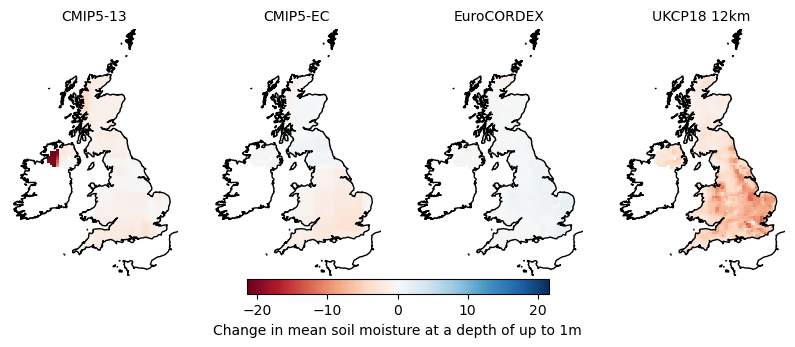 CMIP5-13 CMIP5-EC EuroCORDEX UKCP18 12km
−20 −10 0 10 20
Change in mean soil moisture at a depth of up to 1m